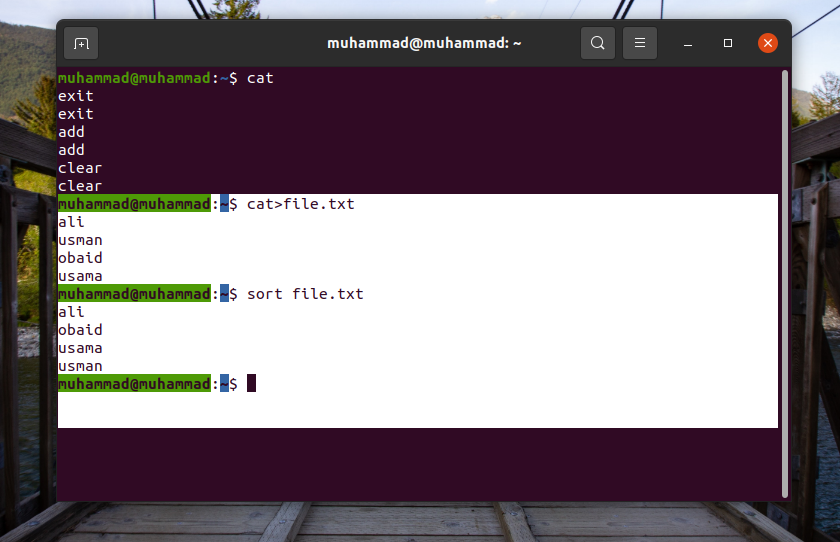 muhammad@muhammad: ~
muhammad@muhammad:~$ cat
exit
exit
add
add
clear
clear
muhammad@muhammad:~$ cat>file.txt
ali
usman
obaid
usama
muhammad@muhammad:~$ sort file.txt
ali
obaid
usama
usman
muhammad@muhammad:~$